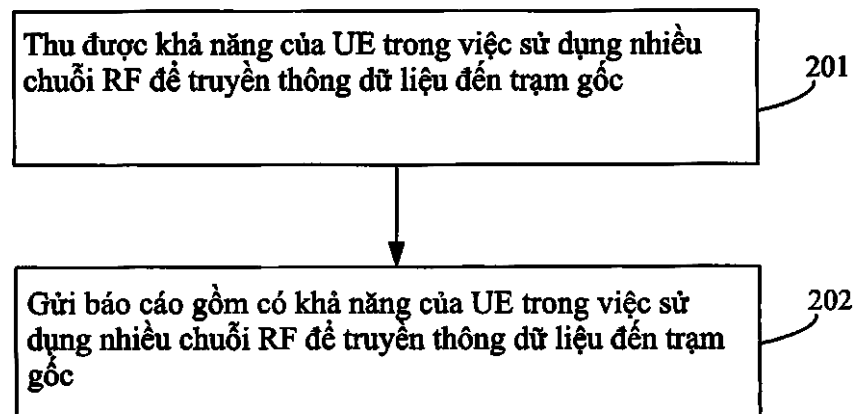 Thu được khả năng của UE trong việc sử dụng nhiều
chuỗi RF để truyền thông dữ liệu đến trạm gốc
201
Gửi báo cáo gồm có khả năng của UE trong việc sử
dụng nhiều chuỗi RF để truyền thông dữ liệu đến trạm
gốc
202